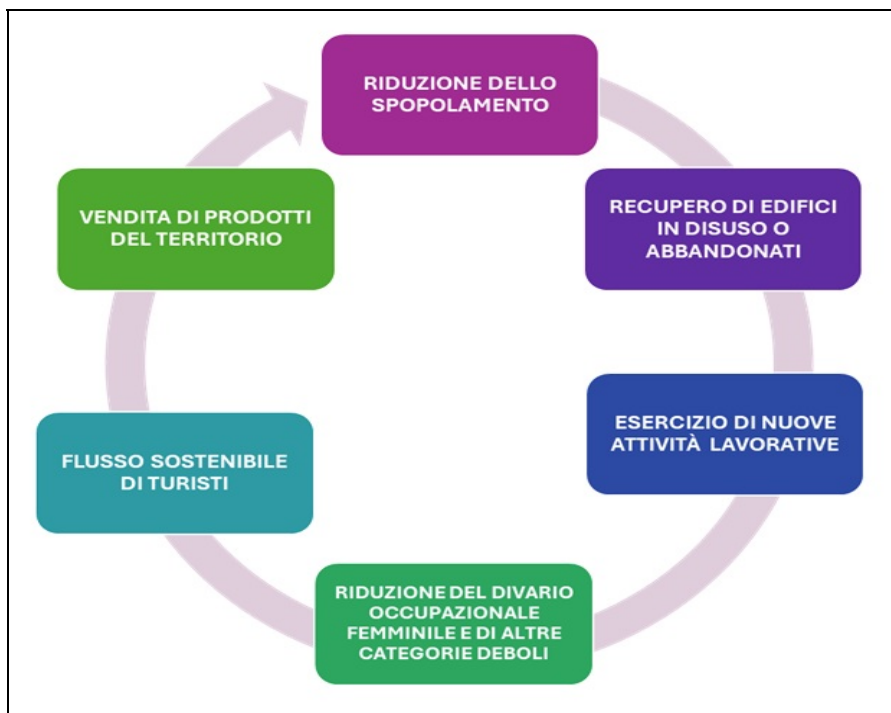 RIDUZIONE DELLO
SPOPOLAMENTO
RECUPERO DI EDIFICI
IN DISUSO O
ABBANDONATI
ESERCIZIO DI NUOVE
ATTIVITÀ LAVORATIVE
RIDUZIONE DEL DIVARIO
OCCUPAZIONALE
FEMMINILE E DI ALTRE
CATEGORIE DEBOLI
FLUSSO SOSTENIBILE
DI TURISTI
VENDITA DI PRODOTTI
DEL TERRITORIO